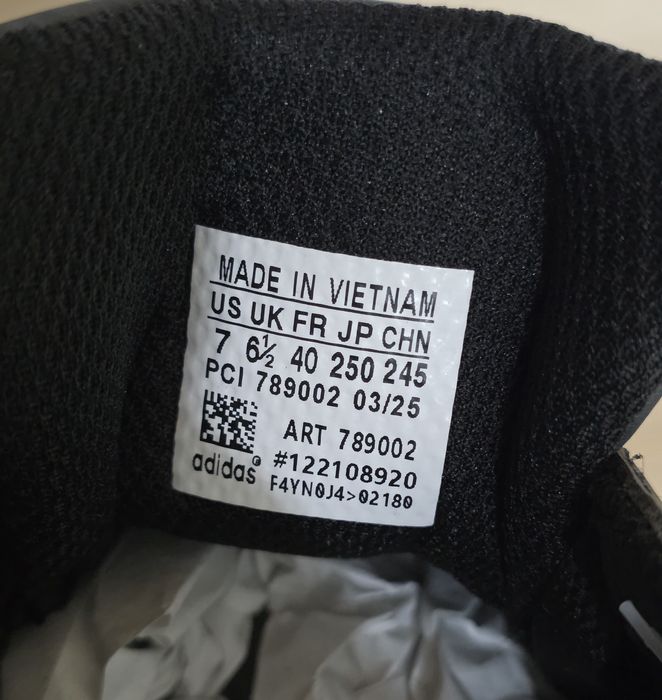 MADE IN VIETNAM
US UK FR JP CHN
7 6½ 40 250 245
PCI 789002 03/25
ART 789002
#122108920
adidas
F4YN0J4>02180